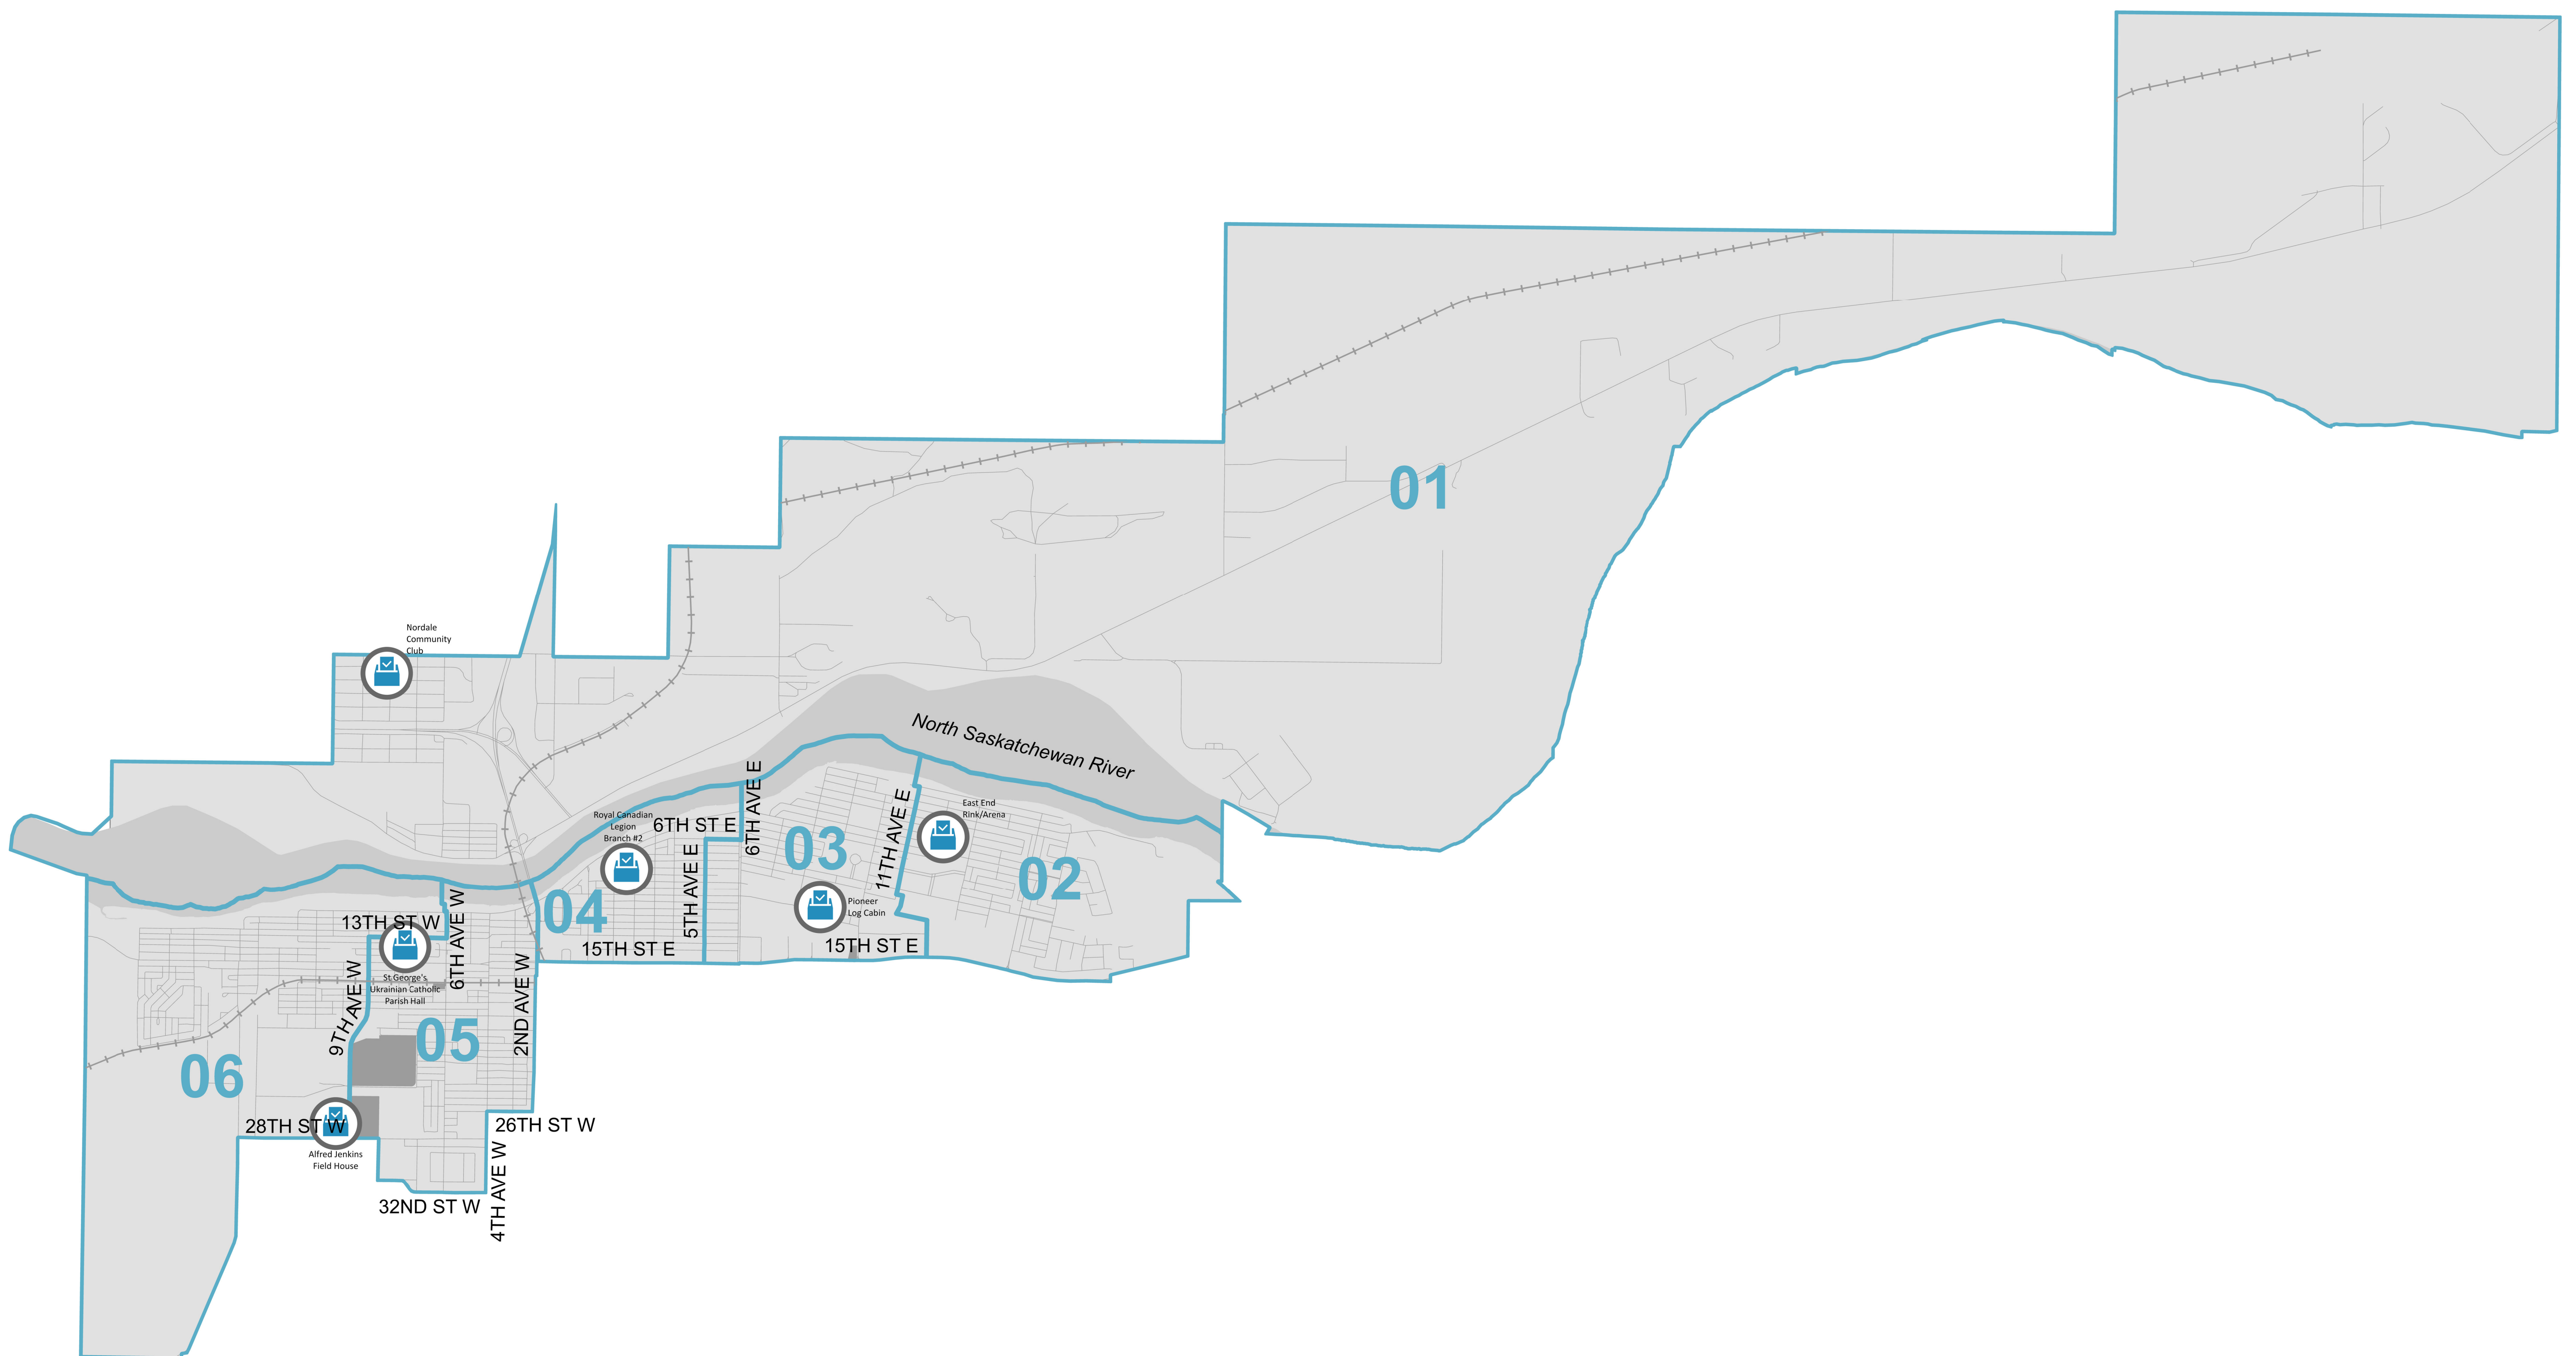 01
Nordale
Community
Club
North Saskatchewan River
6TH AVE E
11TH AVE E
East End
Rink/Arena
Royal Canadian
Legion
Branch #2
6TH ST E
03
02
5TH AVE E
04
Pioneer
Log Cabin
15TH ST E
15TH ST E
13TH ST W
6TH AVE W
St George's
Ukrainian Catholic
Parish Hall
9TH AVE W
2ND AVE W
05
06
28TH ST W
26TH ST W
Alfred Jenkins
Field House
4TH AVE W
32ND ST W